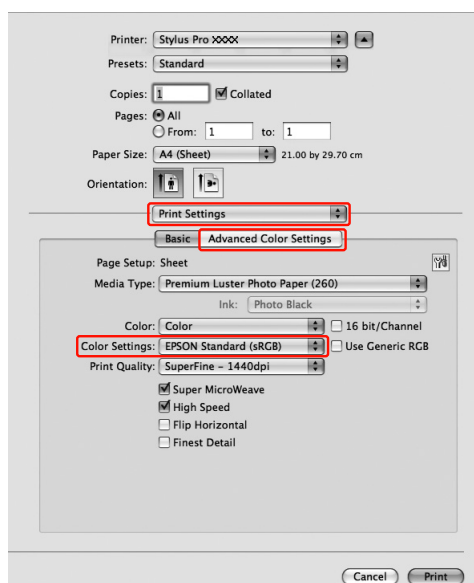 Printer: Stylus Pro XXXX
Presets: Standard
Copies: 1 Collated
Pages: All
From: 1 to: 1
Paper Size: A4 (Sheet) 21.00 by 29.70 cm
Orientation:
Print Settings
Basic Advanced Color Settings
Page Setup: Sheet
Media Type: Premium Luster Photo Paper (260)
Ink: Photo Black
Color: Color 16 bit/Channel
Color Settings: EPSON Standard (sRGB) Use Generic RGB
Print Quality: SuperFine – 1440dpi
Super MicroWeave
High Speed
Flip Horizontal
Finest Detail
Cancel Print